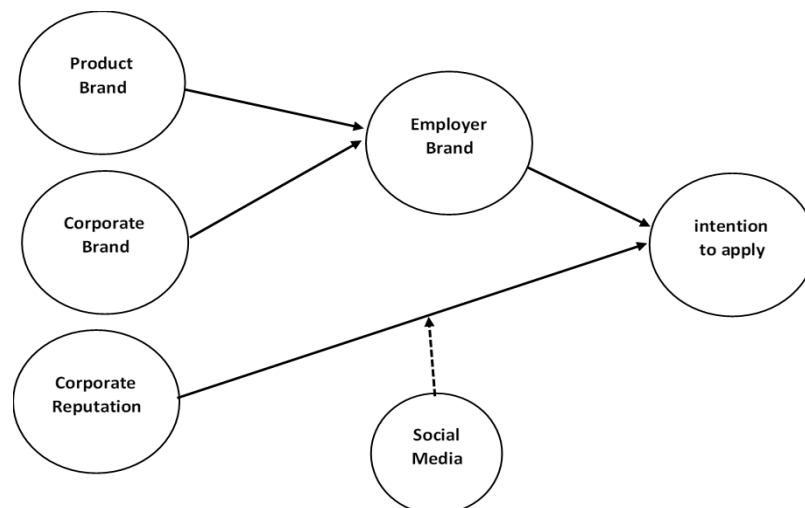 Product
Brand
Employer
Brand
Corporate
Brand
intention
to apply
Corporate
Reputation
Social
Media